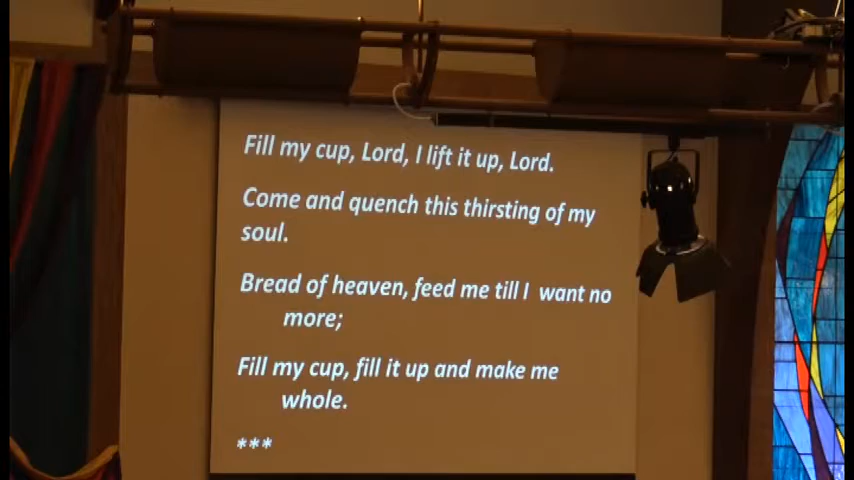 Fill my cup, Lord, I lift it up, Lord.
Come and quench this thirsting of my
soul.
Bread of heaven, feed me till I want no
more;
Fill my cup, fill it up and make me
whole.
***